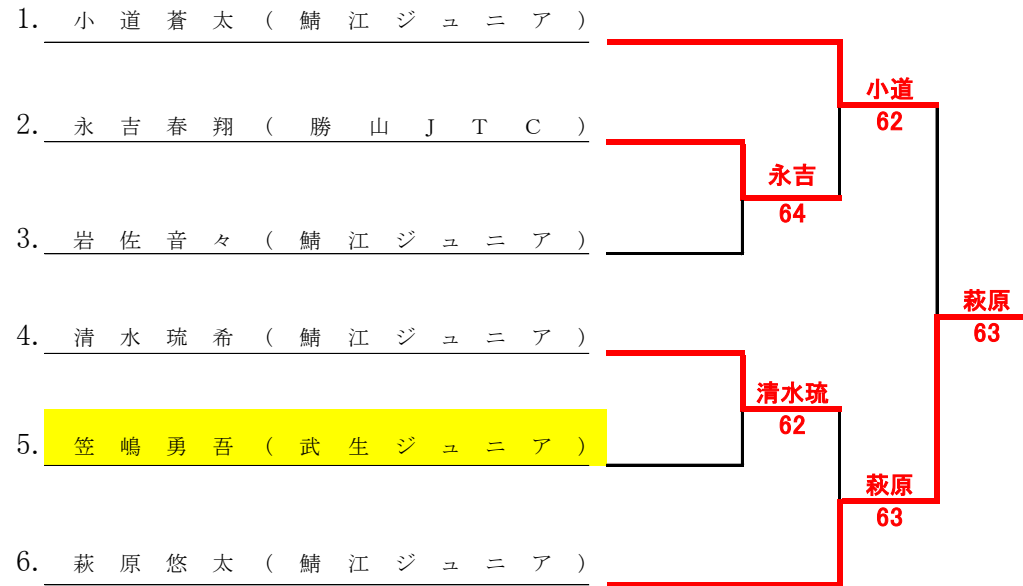 1. 小道蒼太(鯖江ジュニア)
小道
62
2. 永吉春翔(勝山JTC)
永吉
64
3. 岩佐音々(鯖江ジュニア)
萩原
63
4. 清水琉希(鯖江ジュニア)
清水琉
62
5. 笠嶋勇吾(武生ジュニア)
萩原
63
6. 萩原悠太(鯖江ジュニア)